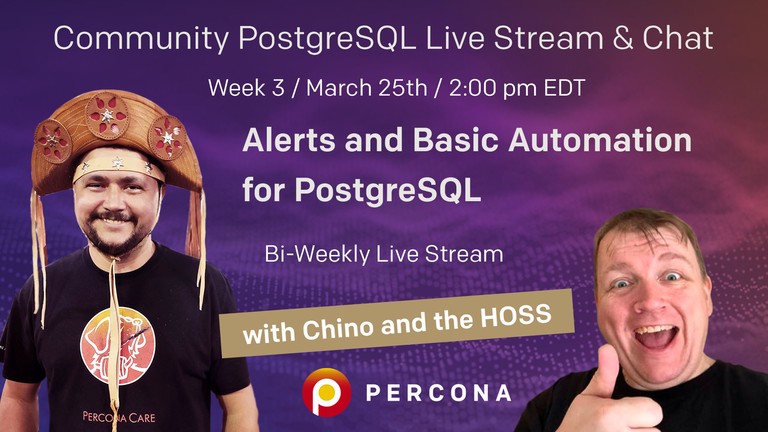 Community PostgreSQL Live Stream & Chat
Week 3 / March 25th / 2:00 pm EDT
Alerts and Basic Automation
for PostgreSQL
Bi-Weekly Live Stream
with Chino and the HOSS
PERCONA
PERCONA CARE